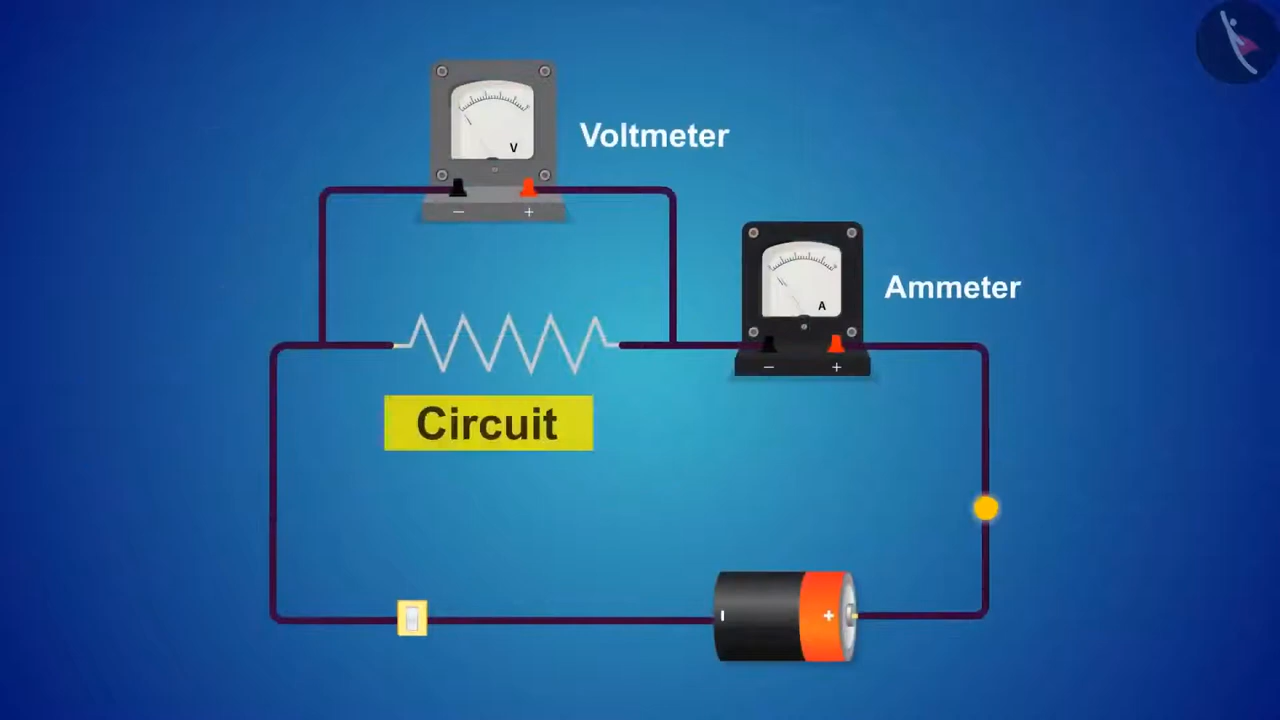 V
Voltmeter
− +
A
Ammeter
− +
Circuit
− +